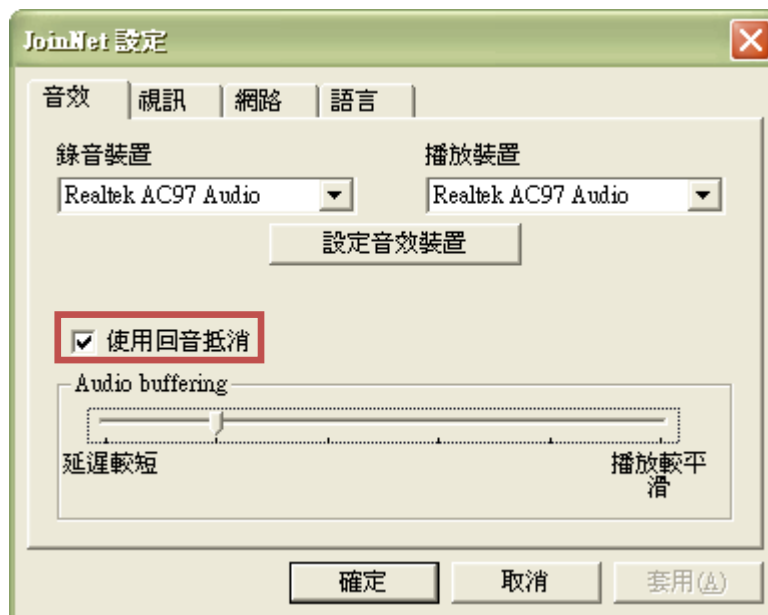 JoinNet 設定
音效 視訊 網路 語言
錄音裝置 播放裝置
Realtek AC97 Audio Realtek AC97 Audio
設定音效裝置
使用回音抵消
Audio buffering
延遲較短 播放較平
滑
確定 取消 套用(A)